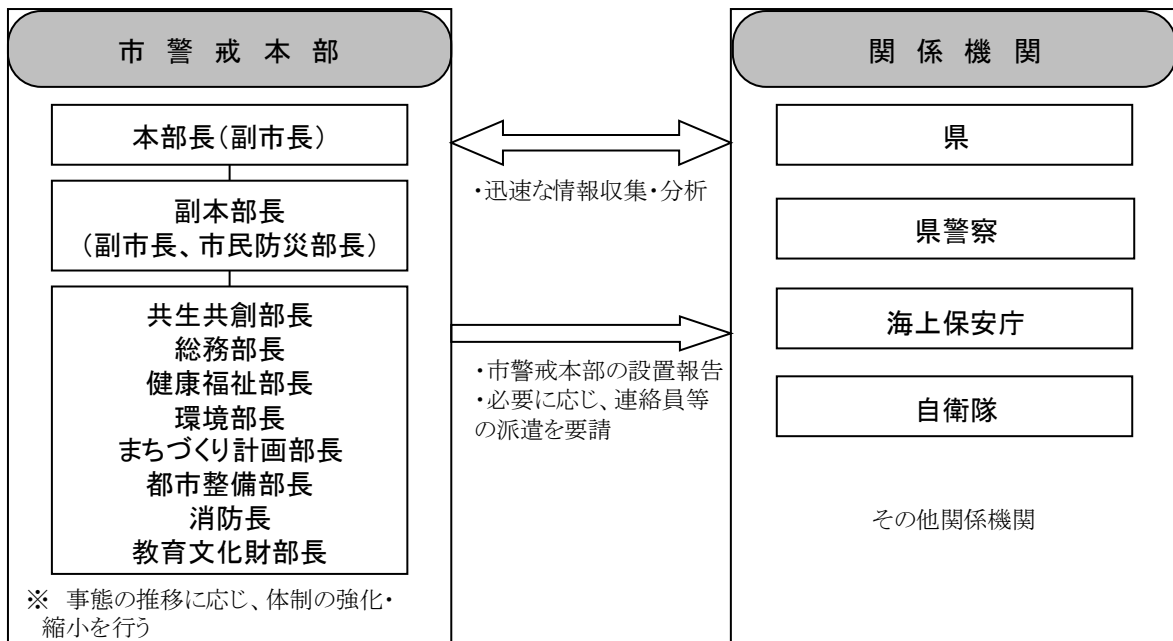 市警戒本部
本部長(副市長)
副本部長
(副市長、市民防災部長)
共生共創部長
総務部長
健康福祉部長
環境部長
まちづくり計画部長
都市整備部長
消防長
教育文化財部長
※ 事態の推移に応じ、体制の強化・
縮小を行う
・迅速な情報収集・分析
・市警戒本部の設置報告
・必要に応じ、連絡員等
の派遣を要請
関係機関
県
県警察
海上保安庁
自衛隊
その他関係機関